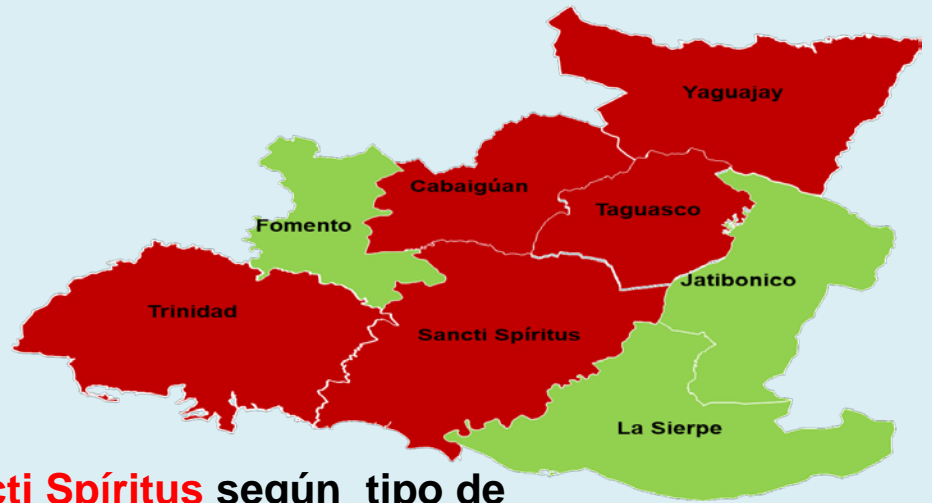 Yaguajay
Cabaigúan
Taguasco
Fomento
Jatibonico
Trinidad
Sancti Spíritus
La Sierpe
cti Spíritus según tipo de